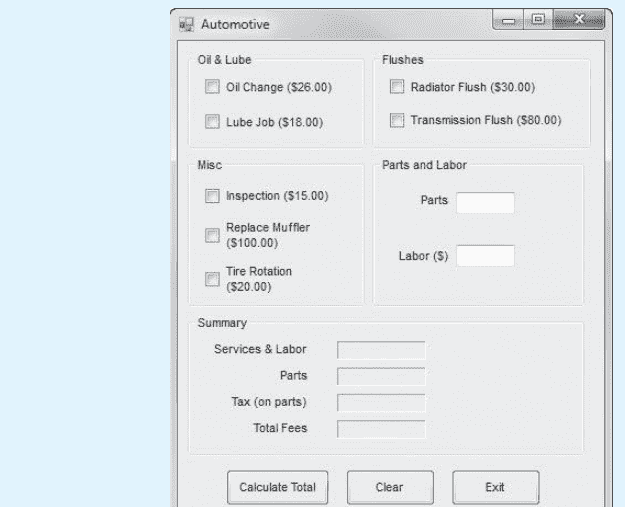 Automotive
Oil & Lube
Oil Change ($26.00)
Lube Job ($18.00)
Flushes
Radiator Flush ($30.00)
Transmission Flush ($80.00)
Misc
Inspection ($15.00)
Replace Muffler
($100.00)
Tire Rotation
($20.00)
Parts and Labor
Parts
Labor ($)
Summary
Services & Labor
Parts
Tax (on parts)
Total Fees
Calculate Total
Clear
Exit